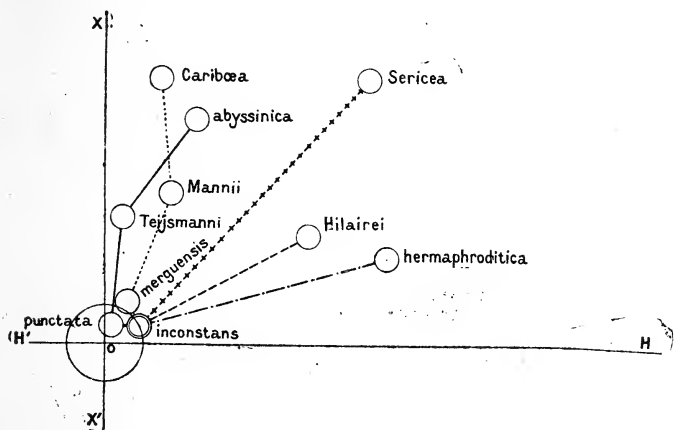 X
Cariboea
Sericea
abyssinica
Mannii
Teijsmanni
Hilairei
merguensis
hermaphroditica
punctata
inconstans
(H'
O
H
X'